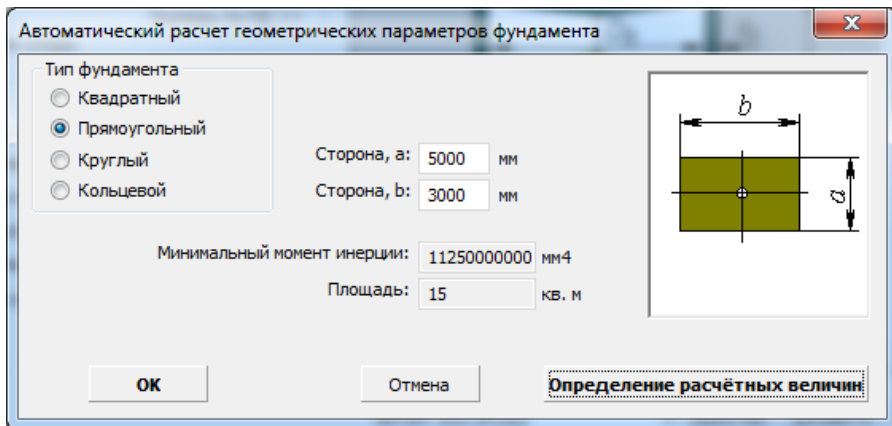 Автоматический расчет геометрических параметров фундамента
Тип фундамента
Квадратный
Прямоугольный
Круглый
Кольцевой
Сторона, a: 5000 мм
Сторона, b: 3000 мм
Минимальный момент инерции: 11250000000 мм4
Площадь: 15 кв. м
b
a
ОК
Отмена
Определение расчётных величин